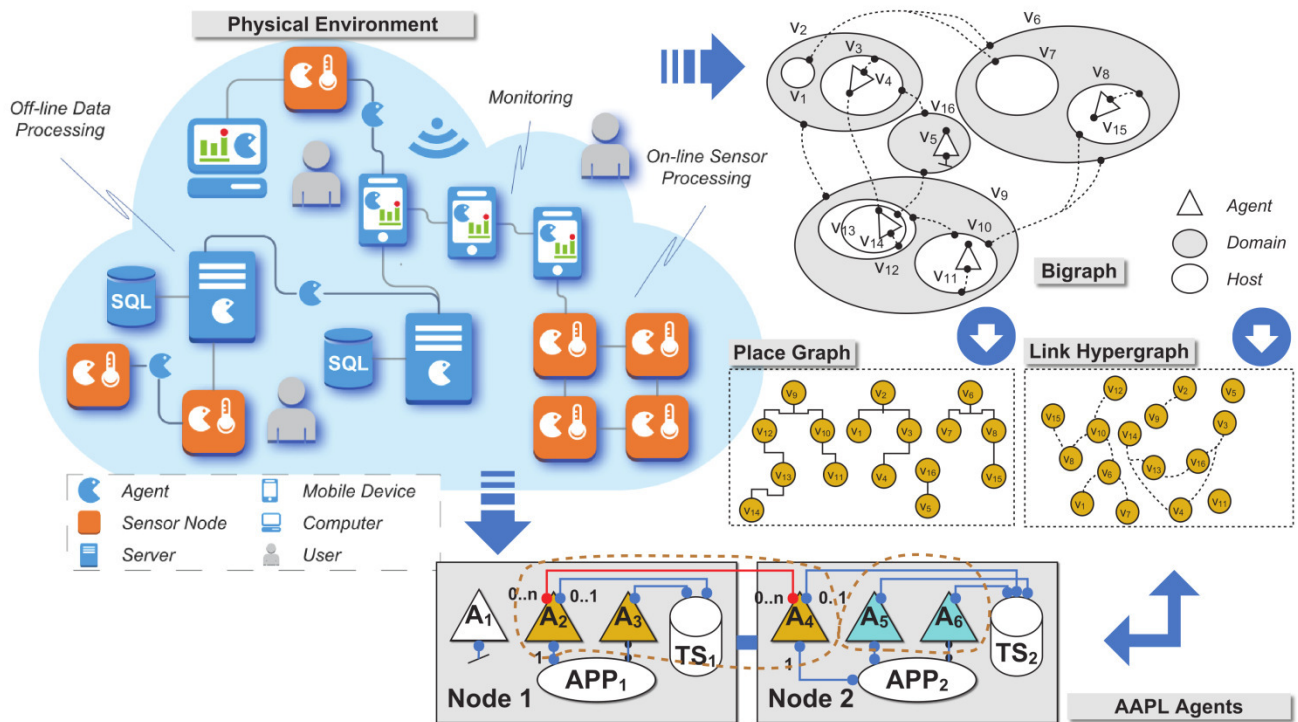 Physical Environment
Off-line Data
Processing
Monitoring
On-line Sensor
Processing
SQL
SQL
Agent
Mobile Device
Sensor Node
Computer
Server
User
V2
V3
V4
V1
V16
V5
V6
V7
V8
V15
V9
V13
V14
V12
V10
V11
Agent
Domain
Host
Bigraph
Place Graph
V9
V2
V6
V12
V10
V1
V3
V7
V8
V13
V11
V4
V16
V15
V14
V5
Link Hypergraph
V12
V2
V5
V15
V10
V14
V9
V3
V8
V6
V13
V16
V1
V7
V4
V11
0..n
0..1
A1
A2
A3
TS1
1
APP1
Node 1
0..n
0..1
A4
A5
A6
TS2
1
APP2
Node 2
AAPL Agents